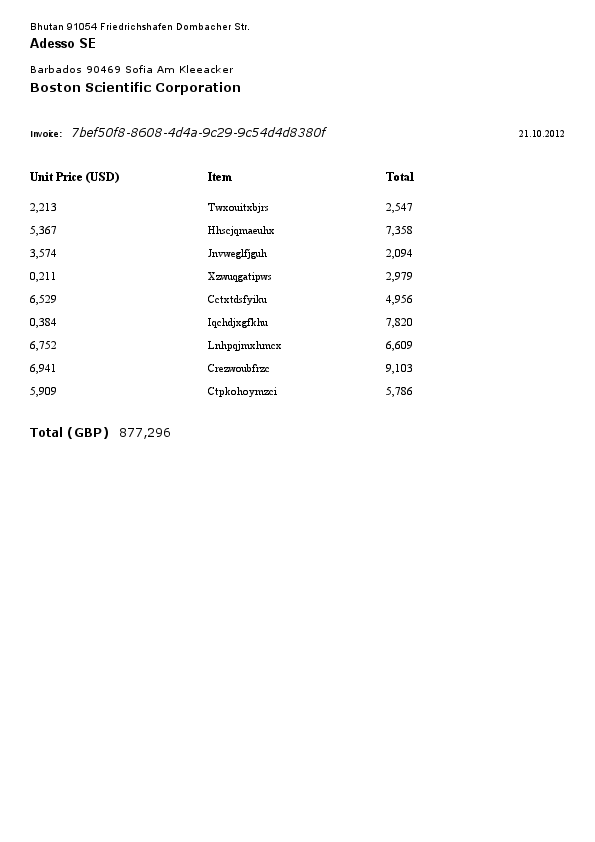 Bhutan 91054 Friedrichshafen Dombacher Str.
Adesso SE
Barbados 90469 Sofia Am Kleeacker
Boston Scientific Corporation
Invoice: 7bef50f8-8608-4d4a-9c29-9c54d4d8380f 21.10.2012
Unit Price (USD) Item Total
2,213 Twxouitxbjrs 2,547
5,367 Hhscjqmaeuhx 7,358
3,574 Jnvweglfjguh 2,094
0,211 Xzwuqgatipws 2,979
6,529 Cctxtdsfyiku 4,956
0,384 Iqchdjxgfkhu 7,820
6,752 Lnhpqjmxhmcx 6,609
6,941 Crezwoubfrzc 9,103
5,909 Ctpkohoymzci 5,786
Total (GBP) 877,296